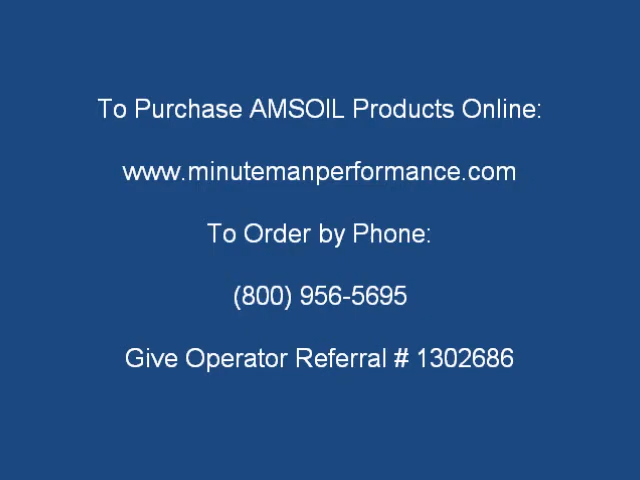 To Purchase AMSOIL Products Online:
www.minutemanperformance.com
To Order by Phone:
(800) 956-5695
Give Operator Referral # 1302686